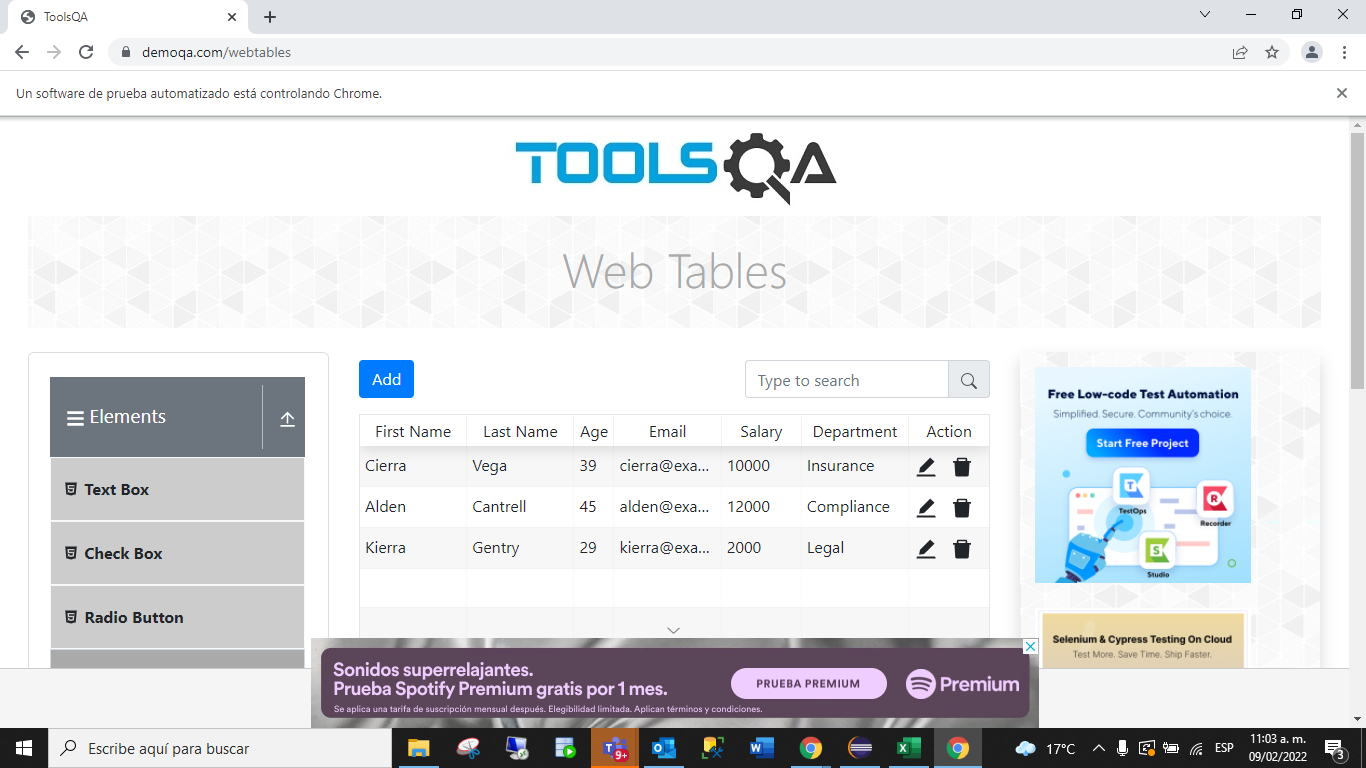 ToolsQA
demoqa.com/webtables
Un software de prueba automatizado está controlando Chrome.
TOOLSQA
Web Tables
Elements
Text Box
Check Box
Radio Button
Add
Type to search
First Name Last Name Age Email Salary Department Action
Cierra Vega 39 cierra@exa... 10000 Insurance
Alden Cantrell 45 alden@exa... 12000 Compliance
Kierra Gentry 29 kierra@exa... 2000 Legal
Free Low-code Test Automation
Simplified. Secure. Community's choice.
Start Free Project
TestOps
Recorder
Studio
Selenium & Cypress Testing On Cloud
Test More. Save Time. Ship Faster.
Sonidos superrelajantes.
Prueba Spotify Premium gratis por 1 mes.
Se aplica una tarifa de suscripción mensual después. Elegibilidad limitada. Aplican términos y condiciones.
PRUEBA PREMIUM
Premium
Escribe aquí para buscar
9+
17°C
ESP
11:03 a. m.
09/02/2022
3